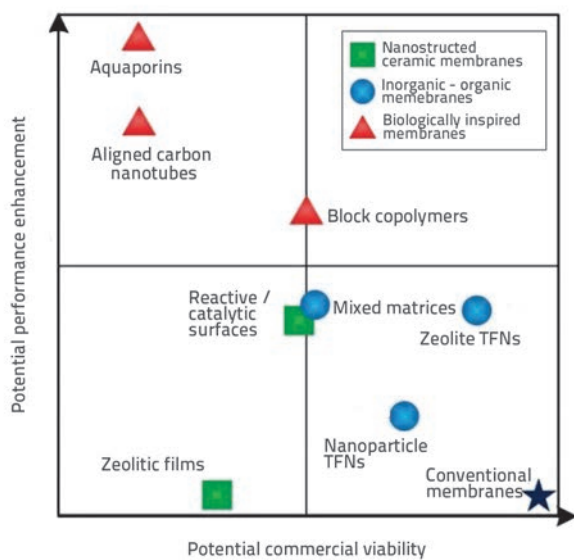 Aquaporins
Aligned carbon
nanotubes
Nanostructed
ceramic membranes
Inorganic - organic
memebranes
Biologically inspired
membranes
Block copolymers
Reactive /
catalytic
surfaces
Mixed matrices
Zeolite TFNs
Nanoparticle
TFNs
Zeolitic films
Conventional
membranes
Potential performance enhancement
Potential commercial viability